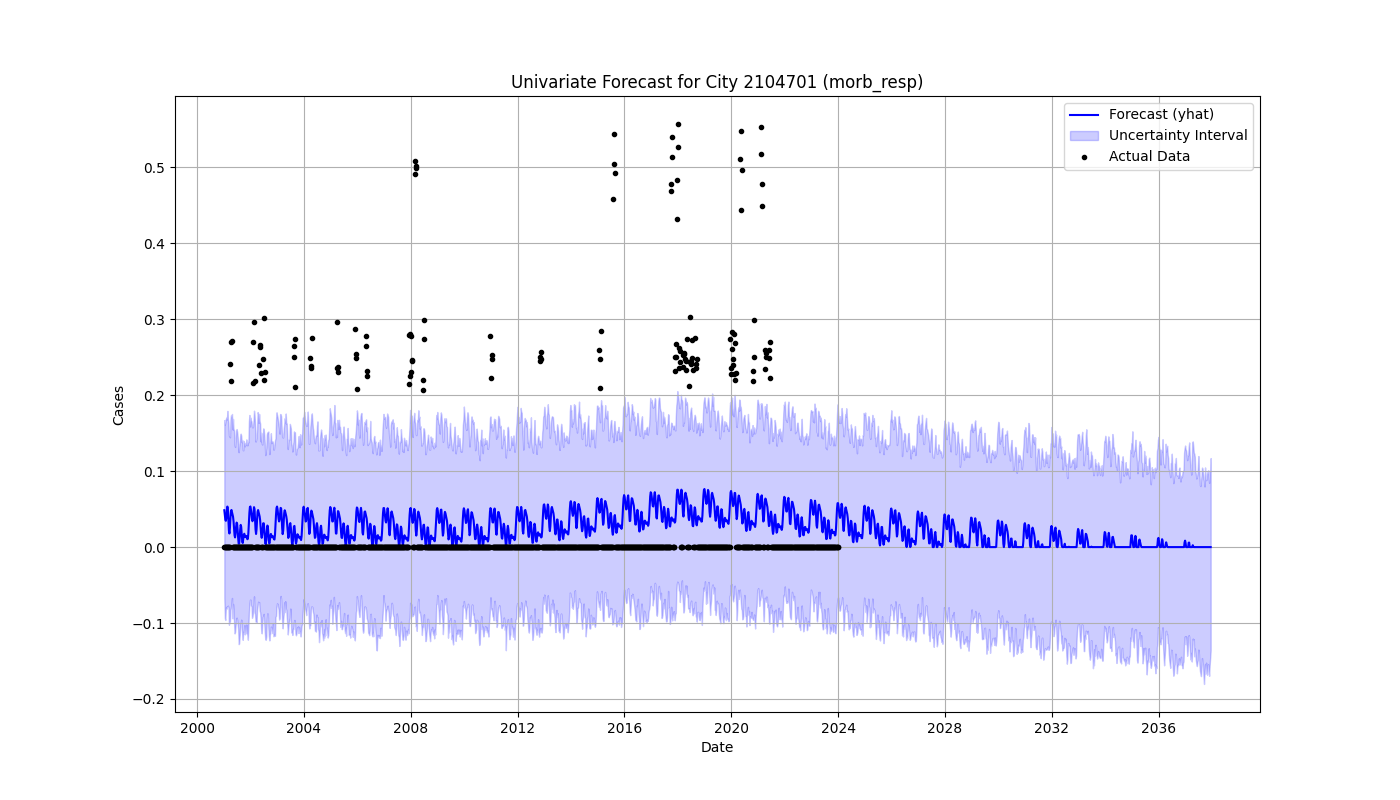 Univariate Forecast for City 2104701 (morb_resp)
Forecast (yhat)
Uncertainty Interval
Actual Data
Cases
0.5
0.4
0.3
0.2
0.1
0.0
−0.1
−0.2
2000 2004 2008 2012 2016 2020 2024 2028 2032 2036
Date